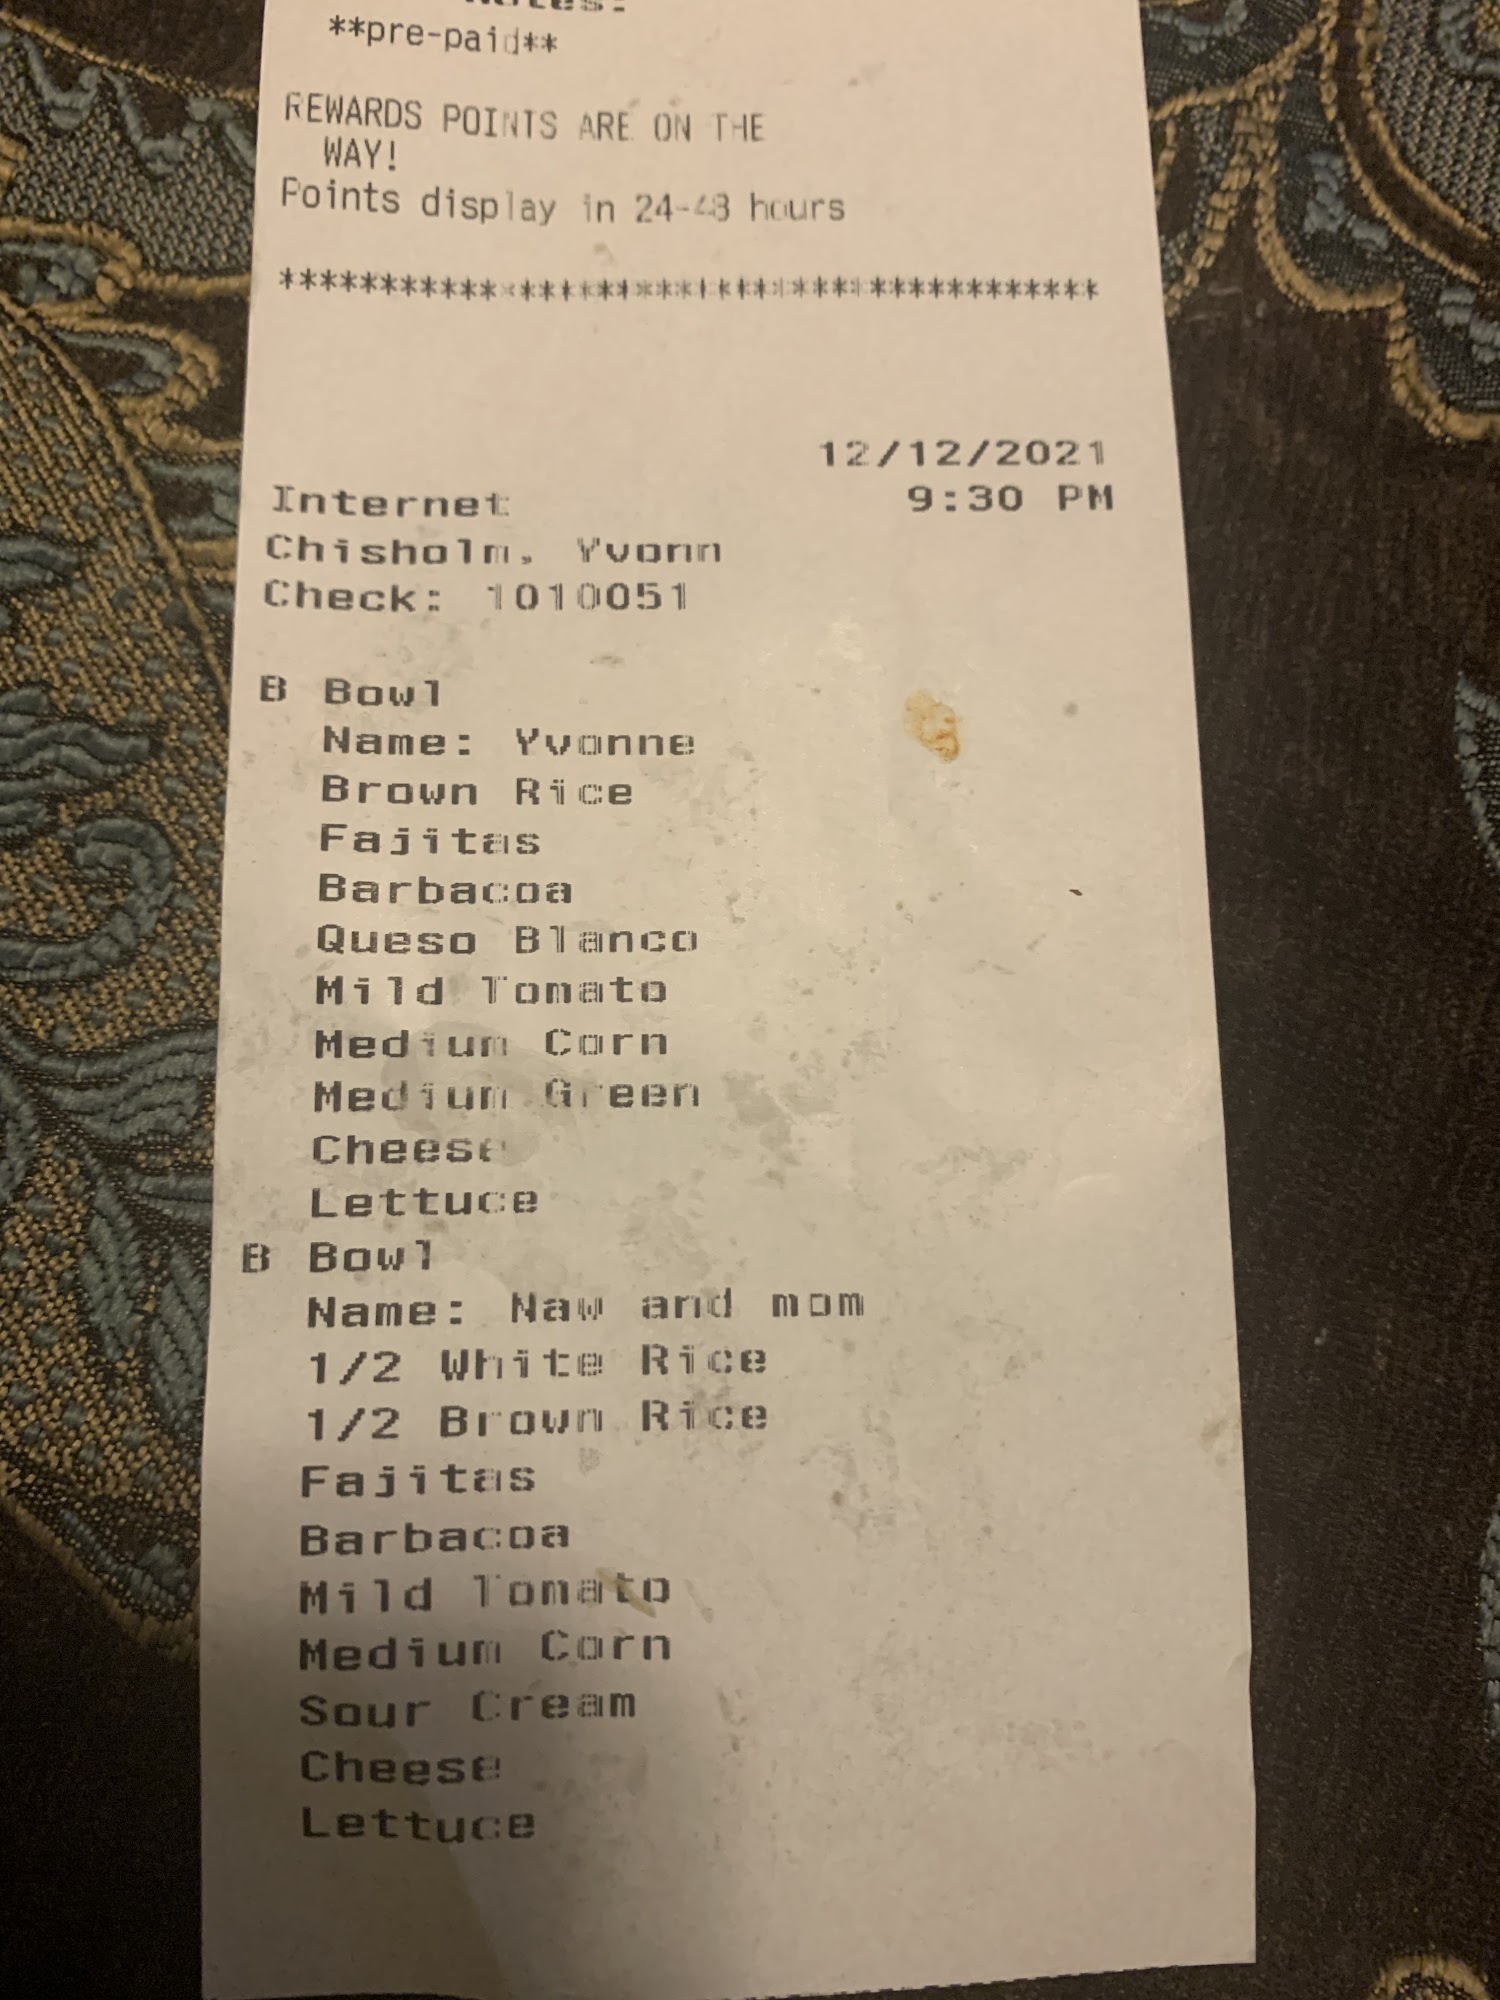 Notes:
**pre-paid**
REWARDS POINTS ARE ON THE
WAY!
Points display in 24-48 hours
*****************************************
12/12/2021
Internet 9:30 PM
Chisholm, Yvonn
Check: 1010051
B Bowl
Name: Yvonne
Brown Rice
Fajitas
Barbacoa
Queso Blanco
Mild Tomato
Medium Corn
Medium Green
Cheese
Lettuce
B Bowl
Name: Naw and mom
1/2 White Rice
1/2 Brown Rice
Fajitas
Barbacoa
Mild Tomato
Medium Corn
Sour Cream
Cheese
Lettuce